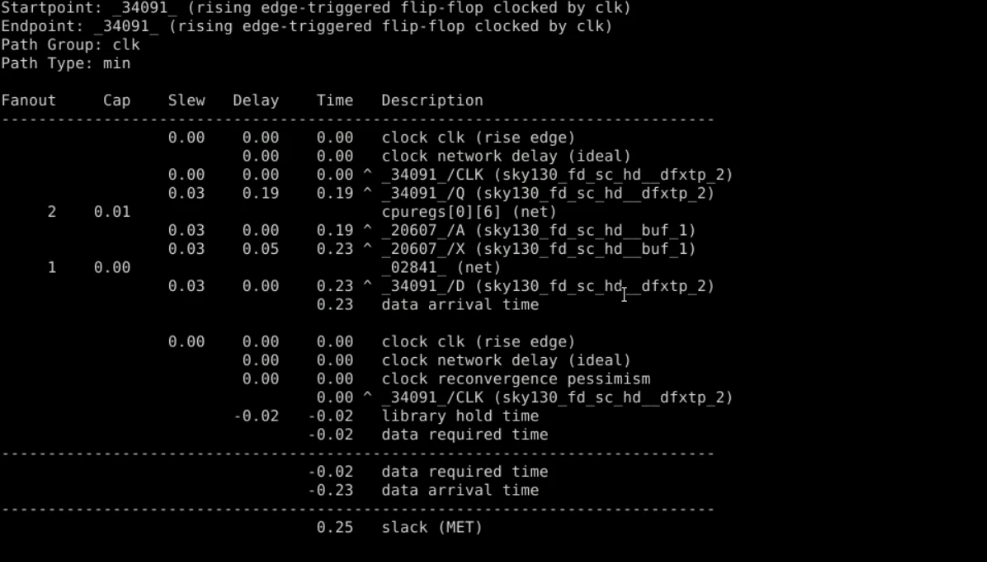 Startpoint: _34091_ (rising edge-triggered flip-flop clocked by clk)
Endpoint: _34091_ (rising edge-triggered flip-flop clocked by clk)
Path Group: clk
Path Type: min
Fanout Cap Slew Delay Time Description
-----------------------------------------------------------------------------
0.00 0.00 0.00 clock clk (rise edge)
0.00 0.00 clock network delay (ideal)
0.00 0.00 0.00 ^ _34091_/CLK (sky130_fd_sc_hd__dfxtp_2)
0.03 0.19 0.19 ^ _34091_/Q (sky130_fd_sc_hd__dfxtp_2)
2 0.01 cpuregs[0][6] (net)
0.03 0.00 0.19 ^ _20607_/A (sky130_fd_sc_hd__buf_1)
0.03 0.05 0.23 ^ _20607_/X (sky130_fd_sc_hd__buf_1)
1 0.00 _02841_ (net)
0.03 0.00 0.23 ^ _34091_/D (sky130_fd_sc_hd__dfxtp_2)
0.23 data arrival time
0.00 0.00 0.00 clock clk (rise edge)
0.00 0.00 clock network delay (ideal)
0.00 0.00 clock reconvergence pessimism
0.00 ^ _34091_/CLK (sky130_fd_sc_hd__dfxtp_2)
-0.02 -0.02 library hold time
-0.02 data required time
-----------------------------------------------------------------------------
-0.02 data required time
-0.23 data arrival time
-----------------------------------------------------------------------------
0.25 slack (MET)